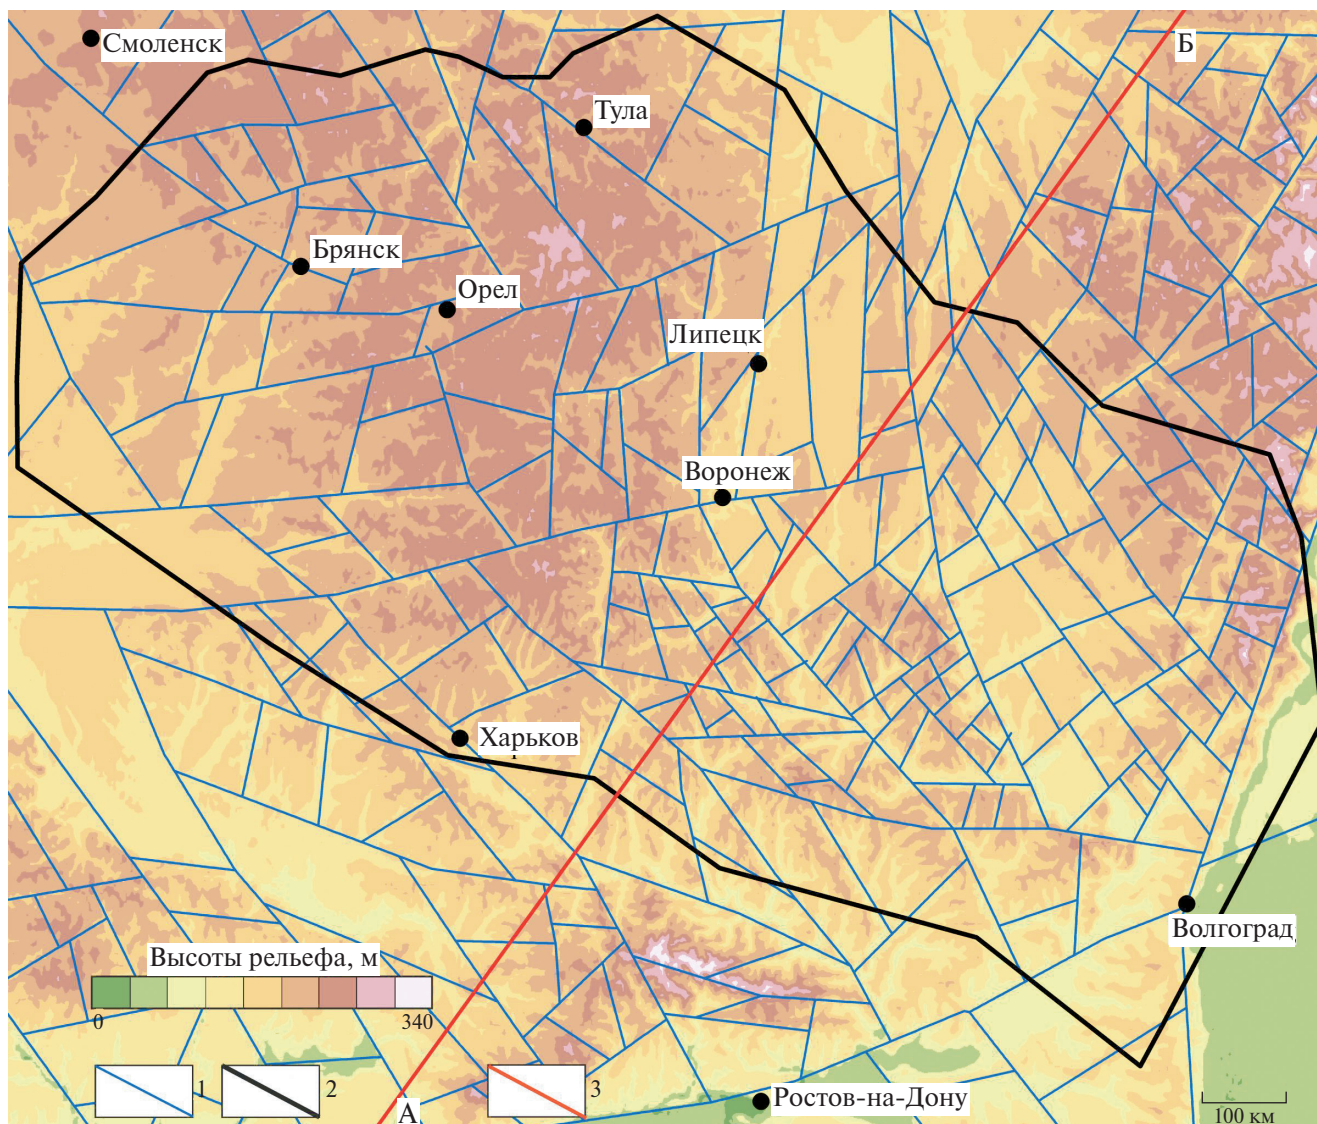 Смоленск
Б
Тула
Брянск
Орел
Липецк
Воронеж
Харьков
Волгоград
Высоты рельефа, м
0
340
1
2
3
А
Ростов-на-Дону
100 км